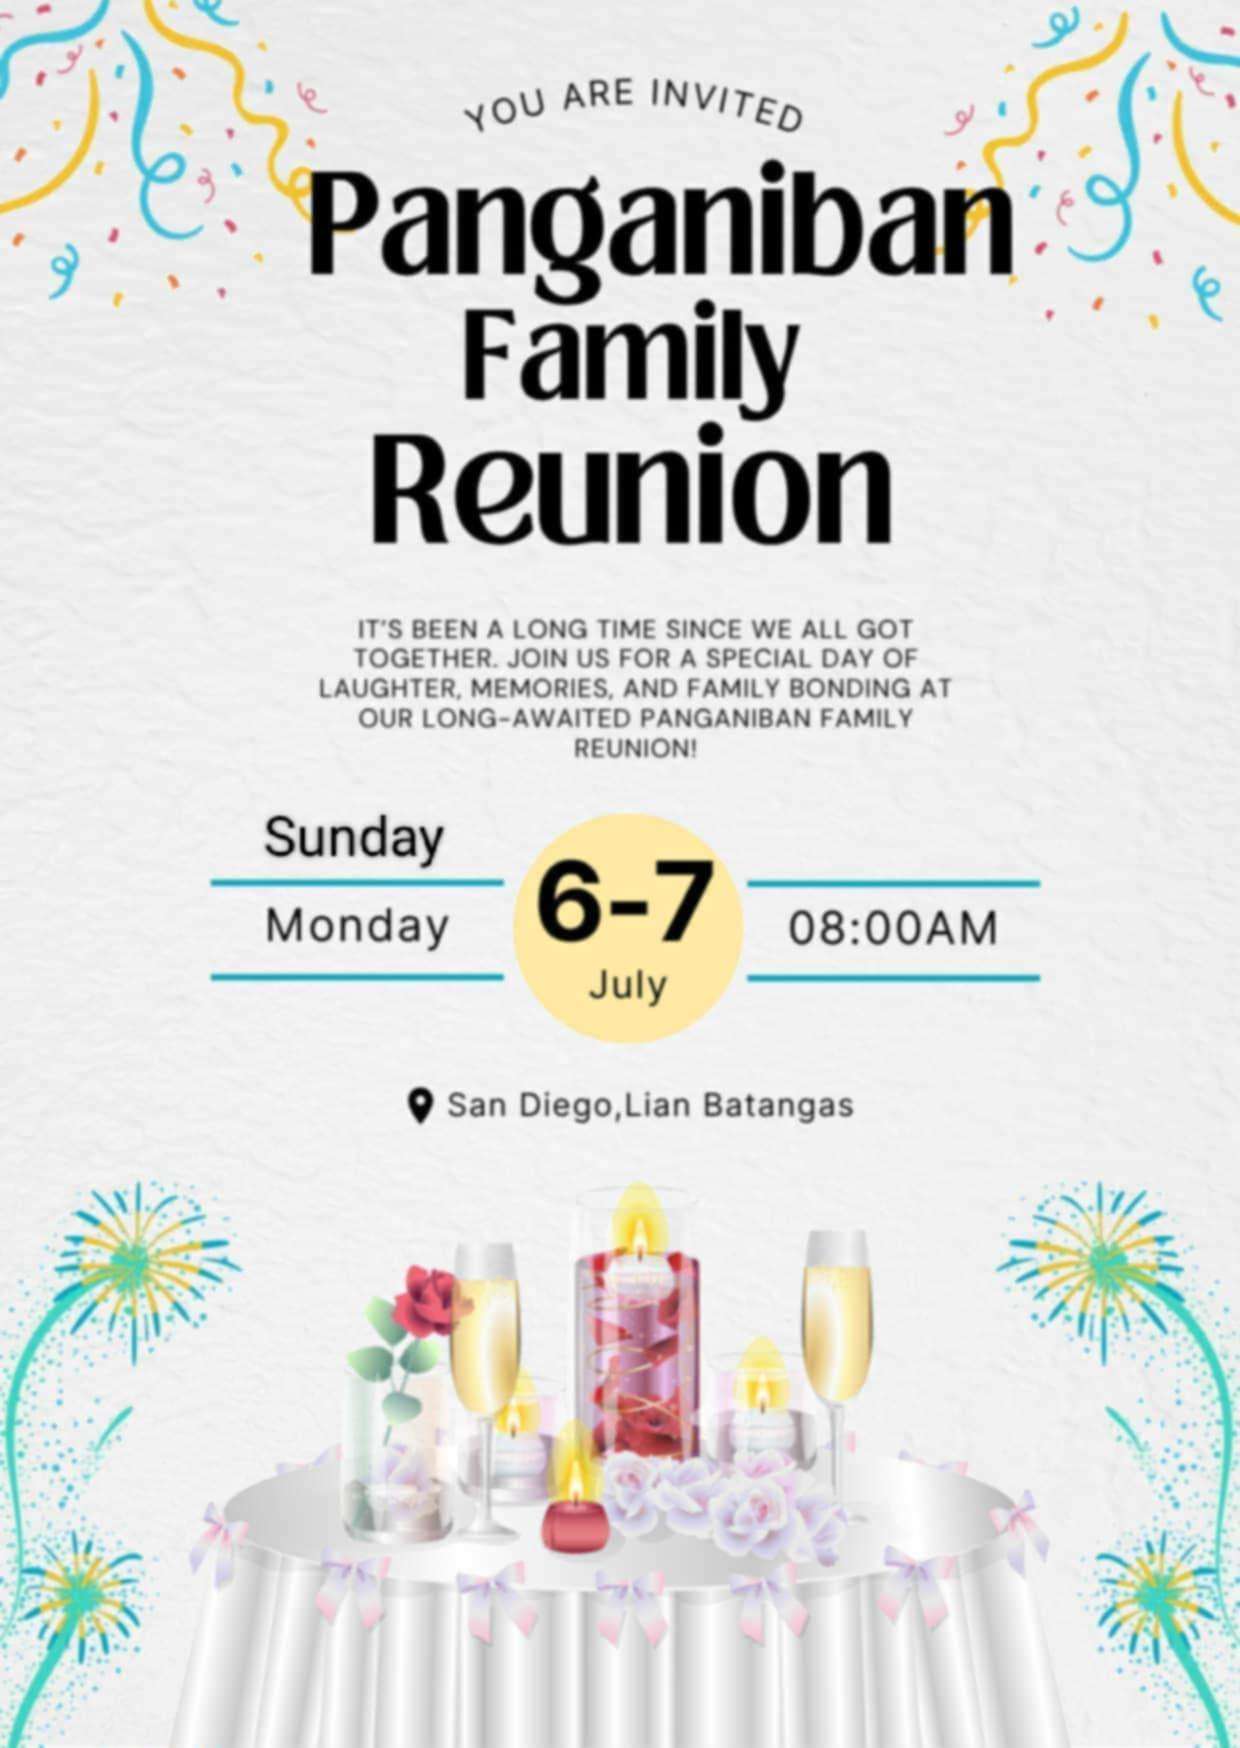 YOU ARE INVITED
Panganiban
Family
Reunion
IT'S BEEN A LONG TIME SINCE WE ALL GOT
TOGETHER. JOIN US FOR A SPECIAL DAY OF
LAUGHTER, MEMORIES, AND FAMILY BONDING AT
OUR LONG-AWAITED PANGANIBAN FAMILY
REUNION!
Sunday
Monday
6-7
July
08:00AM
San Diego,Lian Batangas